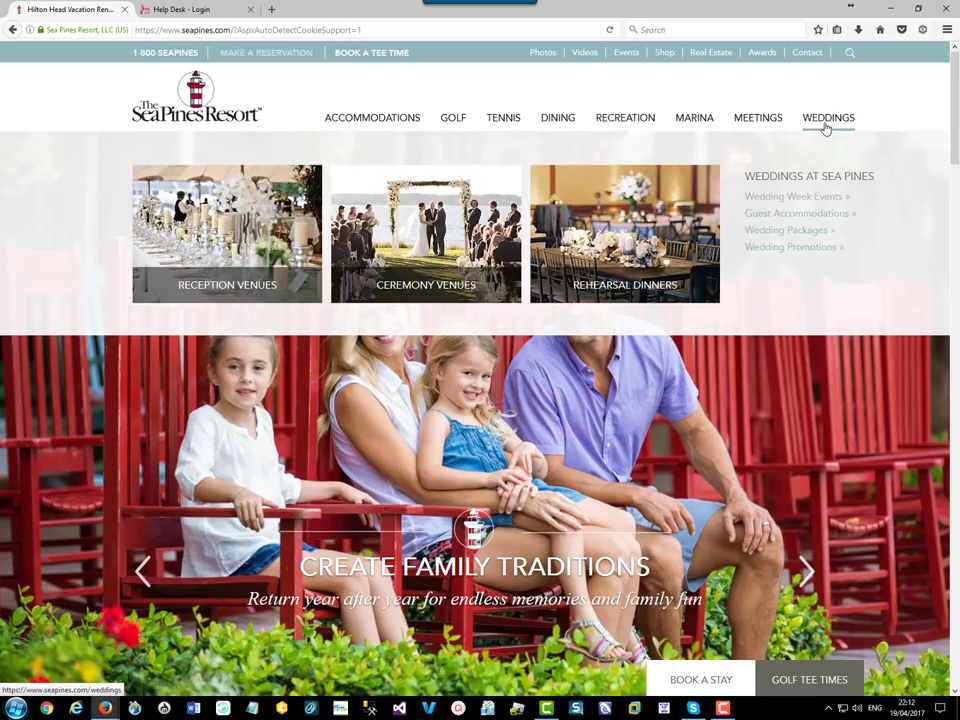 Hilton Head Vacation Ren...
Help Desk - Login
Sea Pines Resort, LLC (US)
https://www.seapines.com/?AspxAutoDetectCookieSupport=1
Search
1-800-SEAPINES
MAKE A RESERVATION
BOOK A TEE TIME
Photos
Videos
Events
Shop
Real Estate
Awards
Contact
The
Sea Pines Resort
ACCOMMODATIONS
GOLF
TENNIS
DINING
RECREATION
MARINA
MEETINGS
WEDDINGS
RECEPTION VENUES
CEREMONY VENUES
REHEARSAL DINNERS
WEDDINGS AT SEA PINES
Wedding Week Events »
Guest Accommodations »
Wedding Packages »
Wedding Promotions »
CREATE FAMILY TRADITIONS
Return year after year for endless memories and family fun
BOOK A STAY
GOLF TEE TIMES
https://www.seapines.com/weddings
ENG
22:12
19/04/2017